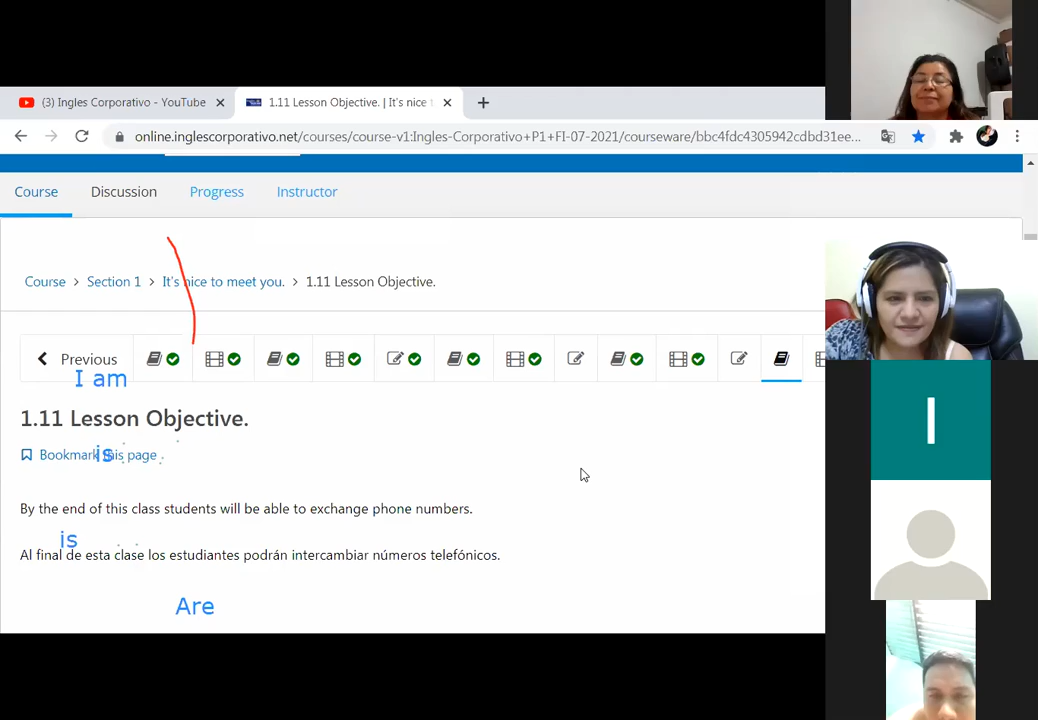 (3) Ingles Corporativo - YouTube
1.11 Lesson Objective. | It's nice t
online.inglescorporativo.net/courses/course-v1:Ingles-Corporativo+P1+FI-07-2021/courseware/bbc4fdc4305942cdbd31ee...
Course Discussion Progress Instructor
Course > Section 1 > It's nice to meet you. > 1.11 Lesson Objective.
Previous
I am
1.11 Lesson Objective.
Bookmark this page
is
By the end of this class students will be able to exchange phone numbers.
is
Al final de esta clase los estudiantes podrán intercambiar números telefónicos.
Are
I